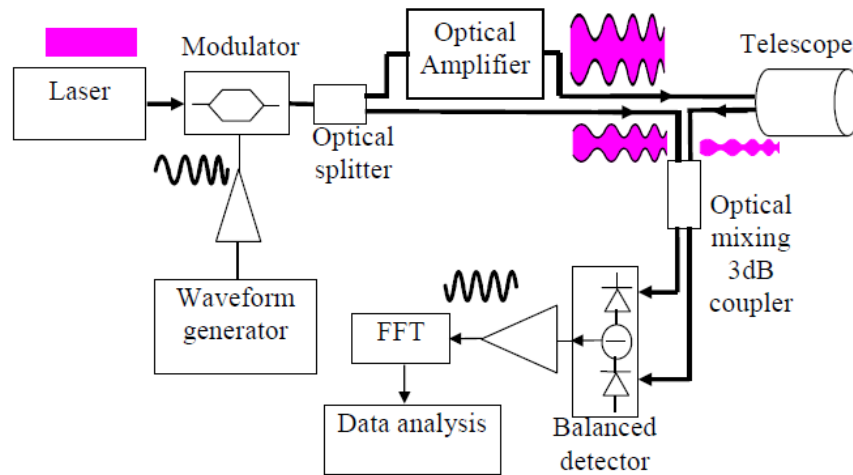 Laser
Modulator
Optical
Amplifier
Telescope
Optical
splitter
Waveform
generator
Optical
mixing
3dB
coupler
FFT
Data analysis
Balanced
detector